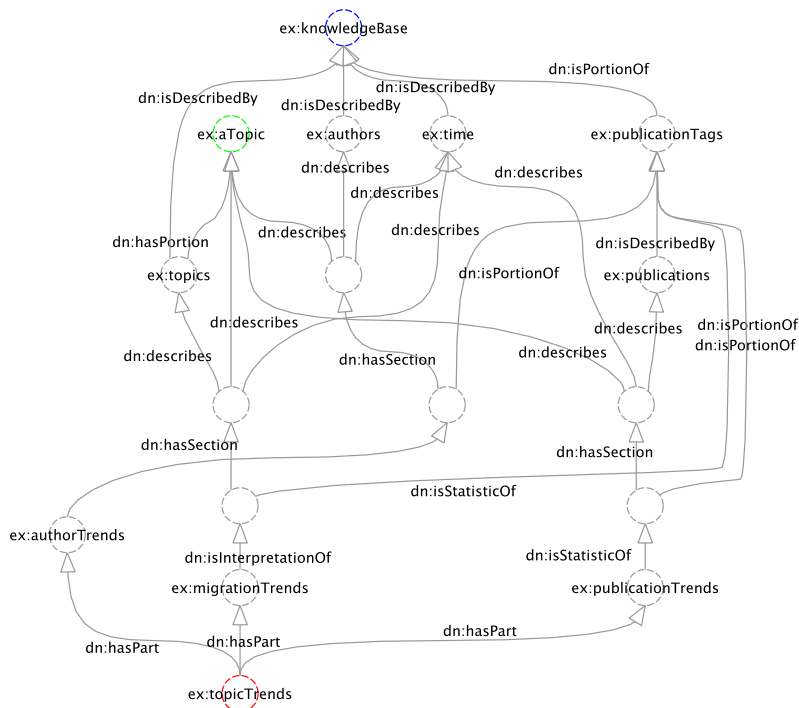 ex:knowledgeBase
dn:isPortionOf
dn:isDescribedBy
dn:isDescribedBy
dn:isDescribedBy
ex:aTopic
ex:authors
ex:time
ex:publicationTags
dn:describes
dn:describes
dn:describes
dn:describes
dn:describes
dn:hasPortion
dn:isDescribedBy
ex:topics
dn:isPortionOf
ex:publications
dn:describes
dn:isPortionOf
dn:describes
dn:isPortionOf
dn:describes
dn:hasSection
dn:describes
dn:hasSection
dn:hasSection
dn:isStatisticOf
ex:authorTrends
dn:isInterpretationOf
dn:isStatisticOf
ex:migrationTrends
ex:publicationTrends
dn:hasPart
dn:hasPart
dn:hasPart
ex:topicTrends